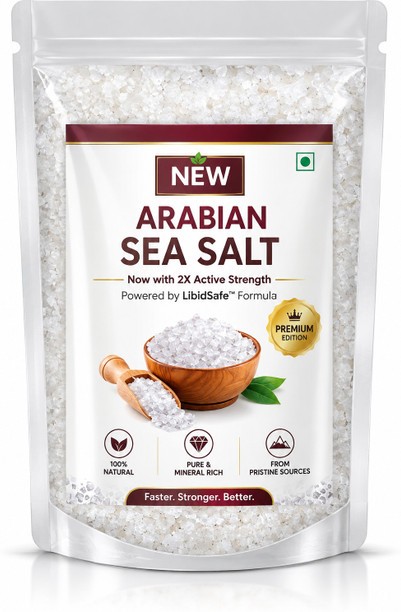 NEW
ARABIAN
SEA SALT
Now with 2X Active Strength
Powered by LibidSafe™ Formula
PREMIUM
EDITION
100%
NATURAL
PURE &
MINERAL RICH
FROM
PRISTINE SOURCES
Faster. Stronger. Better.